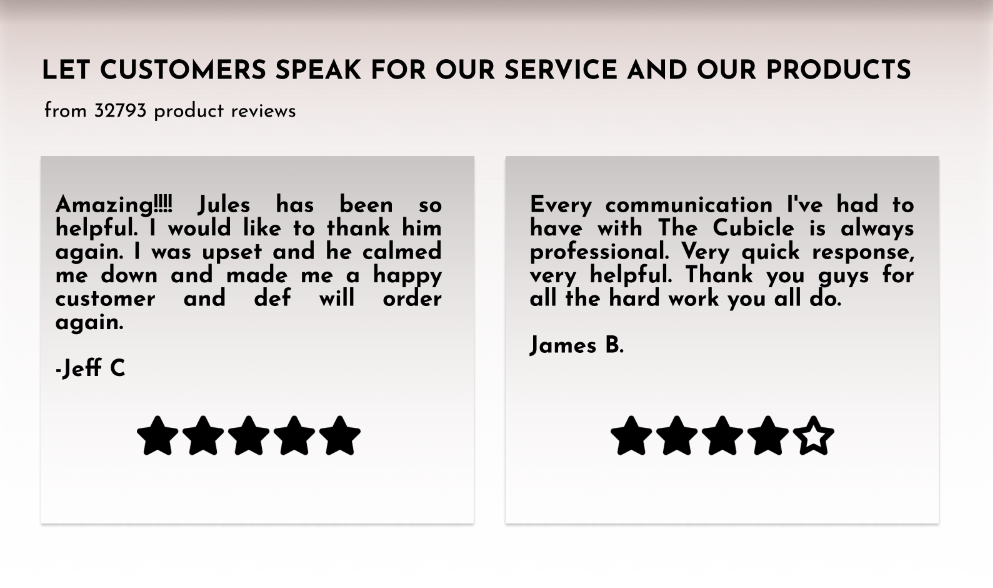 LET CUSTOMERS SPEAK FOR OUR SERVICE AND OUR PRODUCTS
from 32793 product reviews
Amazing!!!! Jules has been so
helpful. I would like to thank him
again. I was upset and he calmed
me down and made me a happy
customer and def will order
again.
-Jeff C
Every communication I've had to
have with The Cubicle is always
professional. Very quick response,
very helpful. Thank you guys for
all the hard work you all do.
James B.